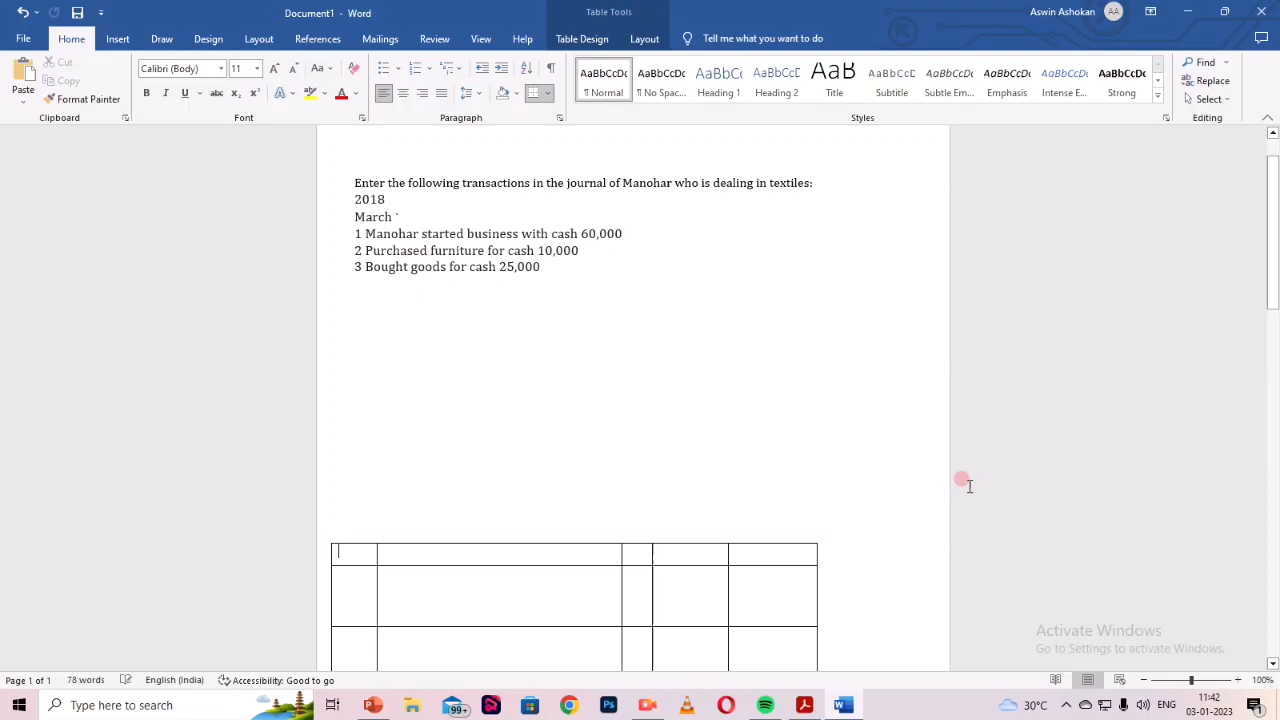 Document1 - Word
Table Tools
Aswin Ashokan
AA
File
Home
Insert
Draw
Design
Layout
References
Mailings
Review
View
Help
Table Design
Layout
Tell me what you want to do
Paste
Cut
Copy
Format Painter
Clipboard
Calibri (Body)
11
Font
Paragraph
AaBbCcDc
¶ Normal
AaBbCcDc
¶ No Spac...
AaBbCc
Heading 1
AaBbCcD
Heading 2
AaB
Title
AaBbCcD
Subtitle
AaBbCcDc
Subtle Em...
AaBbCcDc
Emphasis
AaBbCcDc
Intense E...
AaBbCcDc
Strong
Styles
Find
Replace
Select
Editing
Enter the following transactions in the journal of Manohar who is dealing in textiles:
2018
March `
1 Manohar started business with cash 60,000
2 Purchased furniture for cash 10,000
3 Bought goods for cash 25,000
Activate Windows
Go to Settings to activate Windows.
Page 1 of 1
78 words
English (India)
Accessibility: Good to go
100%
Type here to search
99+
30°C
ENG
11:42
03-01-2023
1